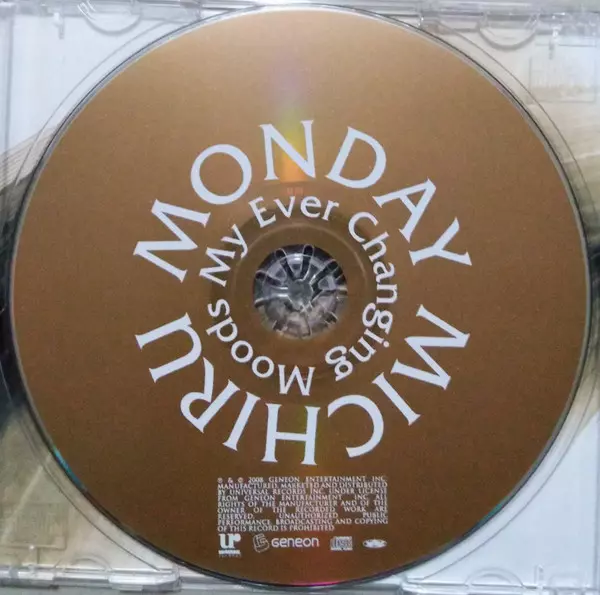 MONDAY MICHIRU
My Ever Changing Moods
℗ & © 2008 GENEON ENTERTAINMENT INC.
MANUFACTURED, MARKETED AND DISTRIBUTED
BY UNIVERSAL RECORDS INC. UNDER LICENSE
FROM GENEON ENTERTAINMENT, INC. ALL
RIGHTS OF THE MANUFACTURER AND OF THE
OWNER OF THE RECORDED WORK ARE
RESERVED. UNAUTHORIZED PUBLIC
PERFORMANCE, BROADCASTING AND COPYING
OF THIS RECORD IS PROHIBITED
UR GENEON